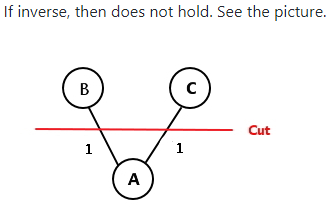 If inverse, then does not hold. See the picture.
B
C
Cut
1
1
A